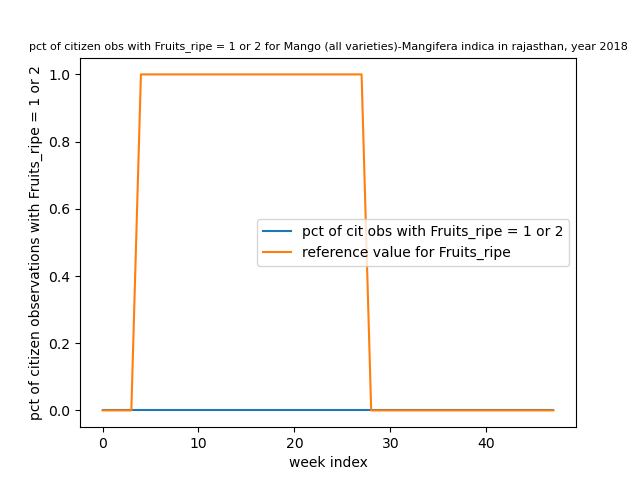 pct of citizen obs with Fruits_ripe = 1 or 2 for Mango (all varieties)-Mangifera indica in rajasthan, year 2018
pct of citizen observations with Fruits_ripe = 1 or 2
1.0
0.8
0.6
0.4
0.2
0.0
pct of cit obs with Fruits_ripe = 1 or 2
reference value for Fruits_ripe
0
10
20
30
40
week index